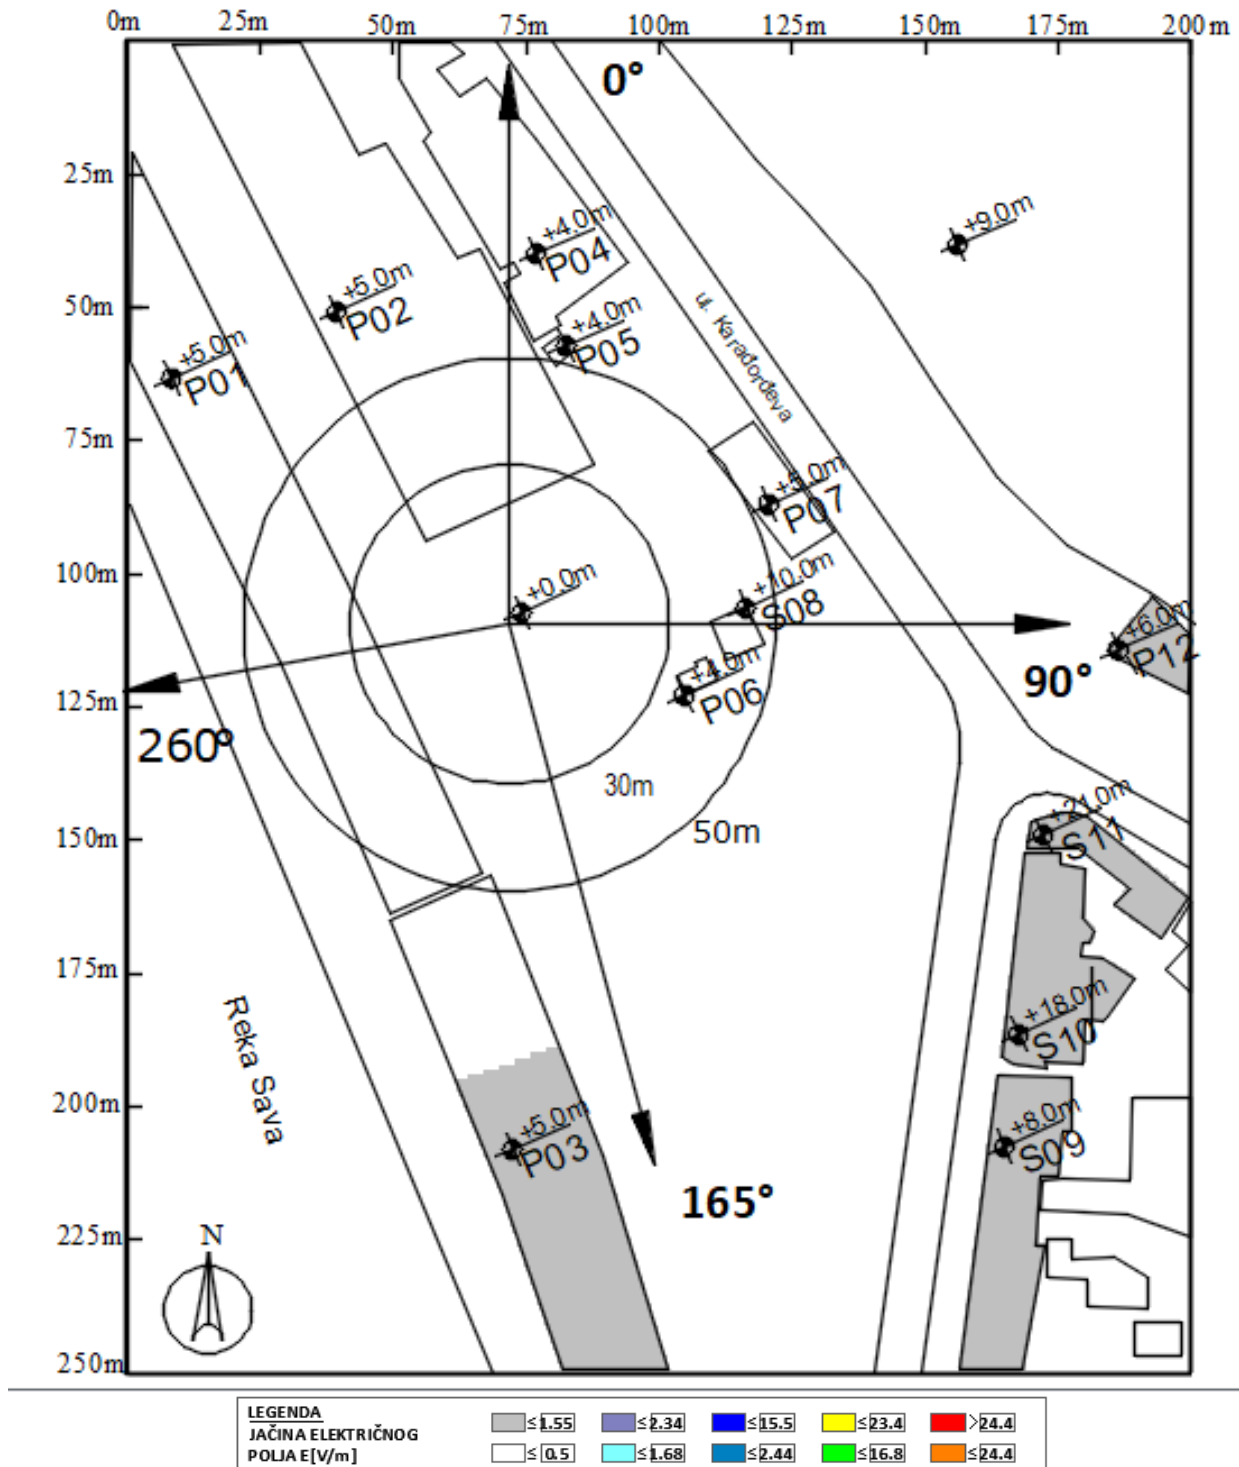 0m 25m 50m 75m 100m 125m 150m 175m 200m
0°
25m
+9.0m
+4.0m
P04
50m
+5.0m
P02
+4.0m
P05
ul. Karađorđeva
+5.0m
P01
75m
+5.0m
P07
100m
+0.0m
+10.0m
S08
+6.0m
P12
90°
+4.0m
P06
125m
260°
30m
50m
+21.0m
S11
150m
175m
Reka Sava
+18.0m
S10
200m
+5.0m
P03
+8.0m
S09
165°
225m
N
250m
LEGENDA
JAČINA ELEKTRIČNOG
POLJA E[V/m]
≤1.55 ≤2.34 ≤15.5 ≤23.4 >24.4
≤ 0.5 ≤1.68 ≤2.44 ≤16.8 ≤24.4